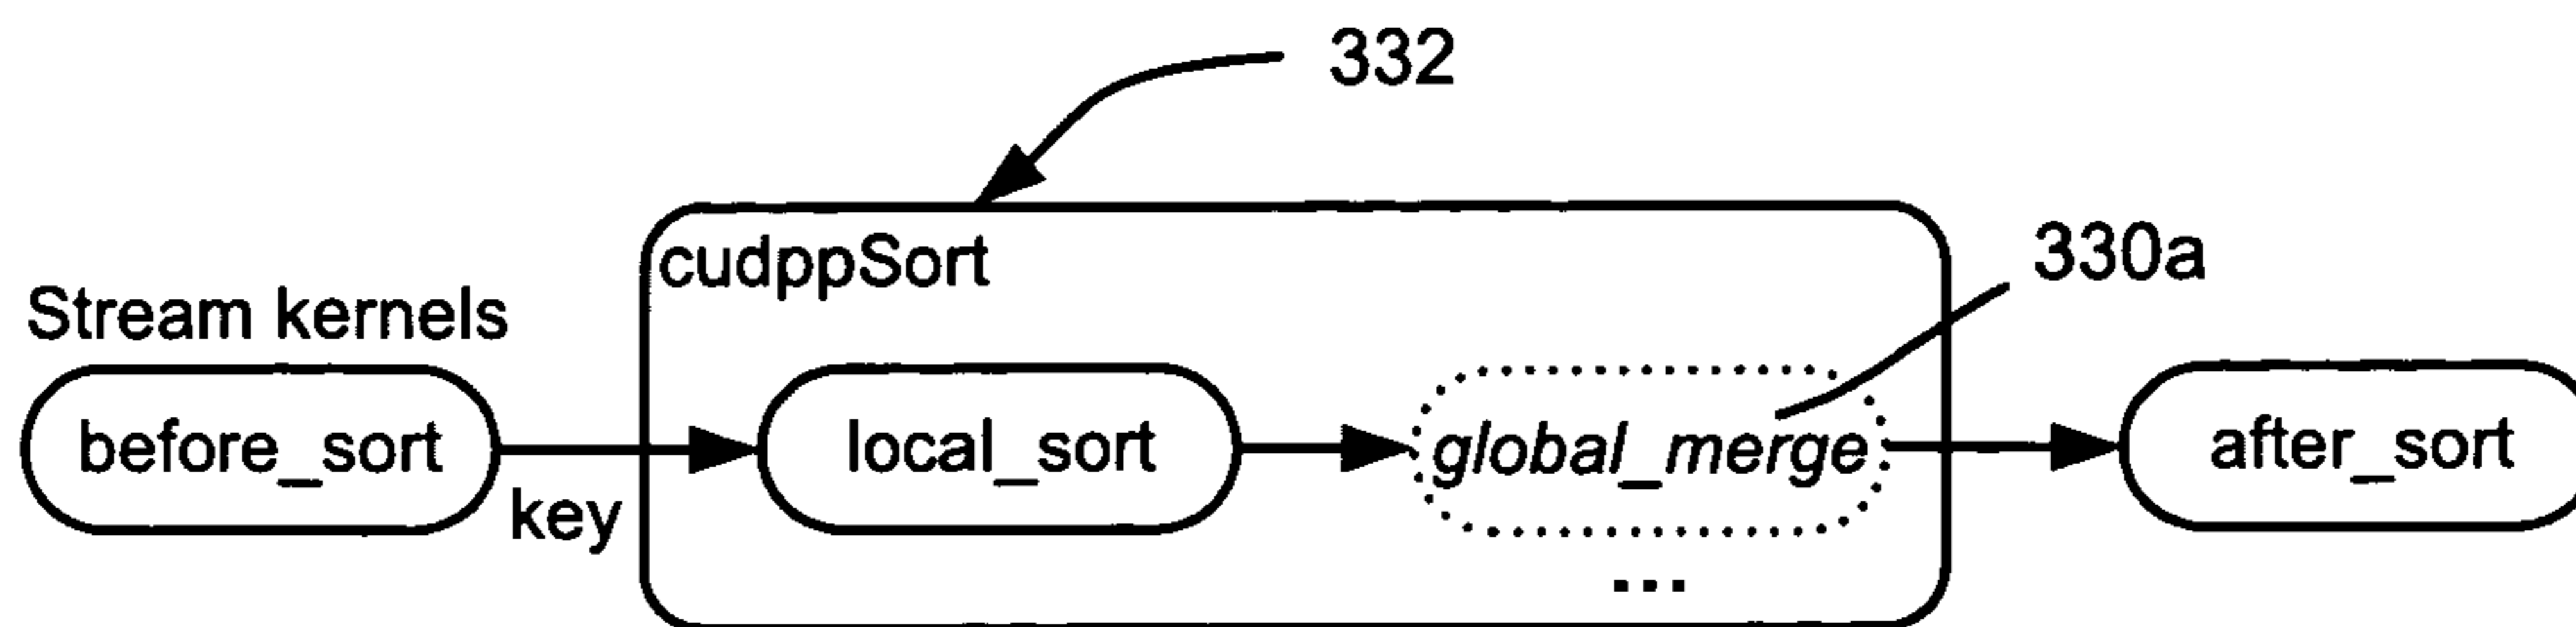 332
cudppSort
330a
Stream kernels
before_sort
key
local_sort
global_merge
after_sort
...